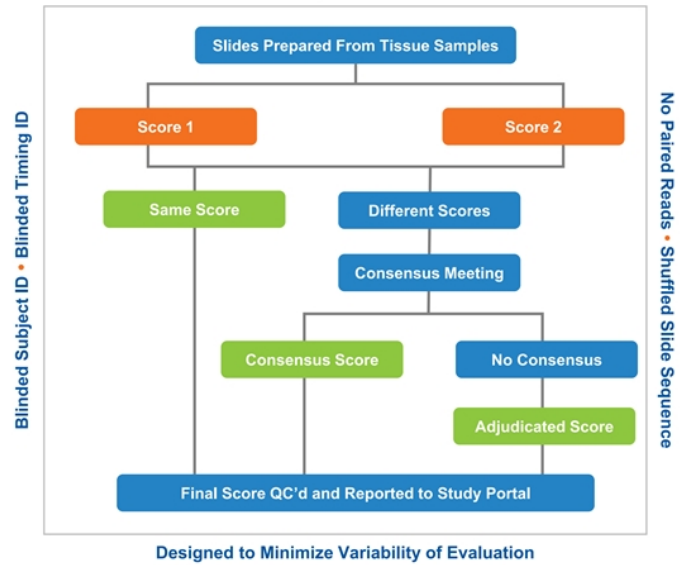 Slides Prepared From Tissue Samples
Score 1
Score 2
Same Score
Different Scores
Consensus Meeting
Consensus Score
No Consensus
Adjudicated Score
Final Score QC'd and Reported to Study Portal
Blinded Subject ID • Blinded Timing ID
No Paired Reads • Shuffled Slide Sequence
Designed to Minimize Variability of Evaluation